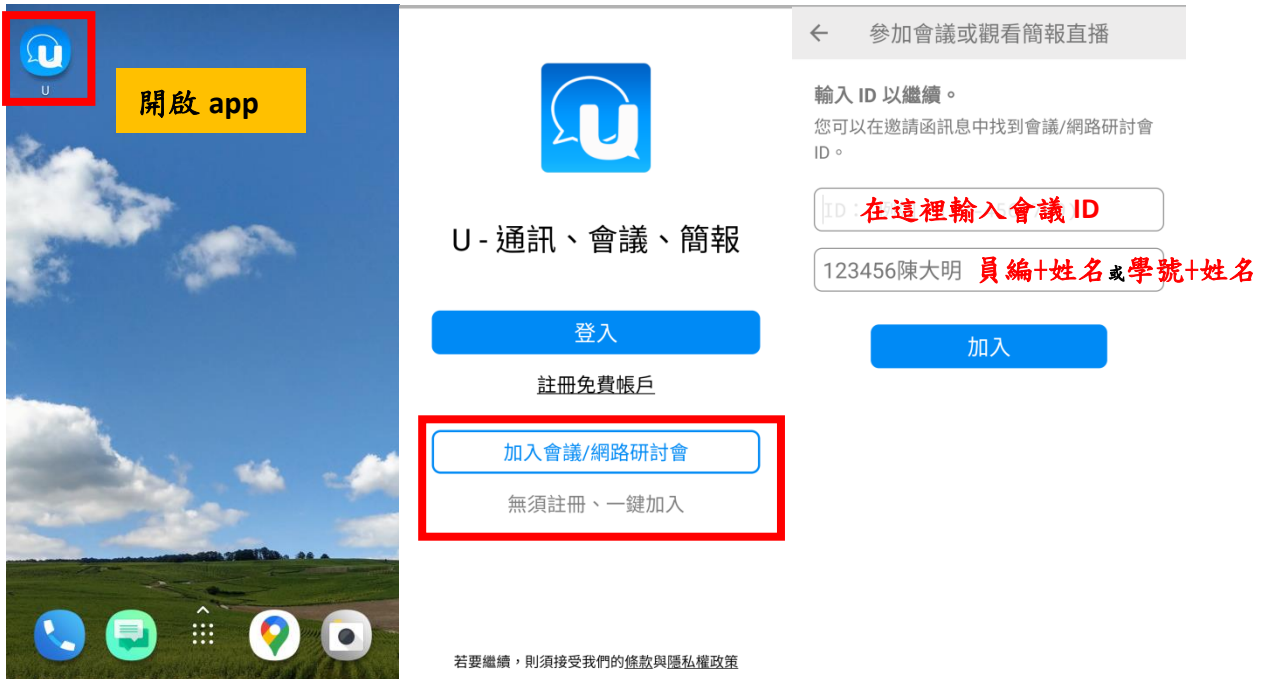 U
開啟 app
U
U - 通訊、會議、簡報
登入
註冊免費帳戶
加入會議/網路研討會
無須註冊、一鍵加入
若要繼續，則須接受我們的條款與隱私權政策
參加會議或觀看簡報直播
輸入 ID 以繼續。
您可以在邀請函訊息中找到會議/網路研討會
ID。
在這裡輸入會議 ID
123456陳大明 員編+姓名或學號+姓名
加入